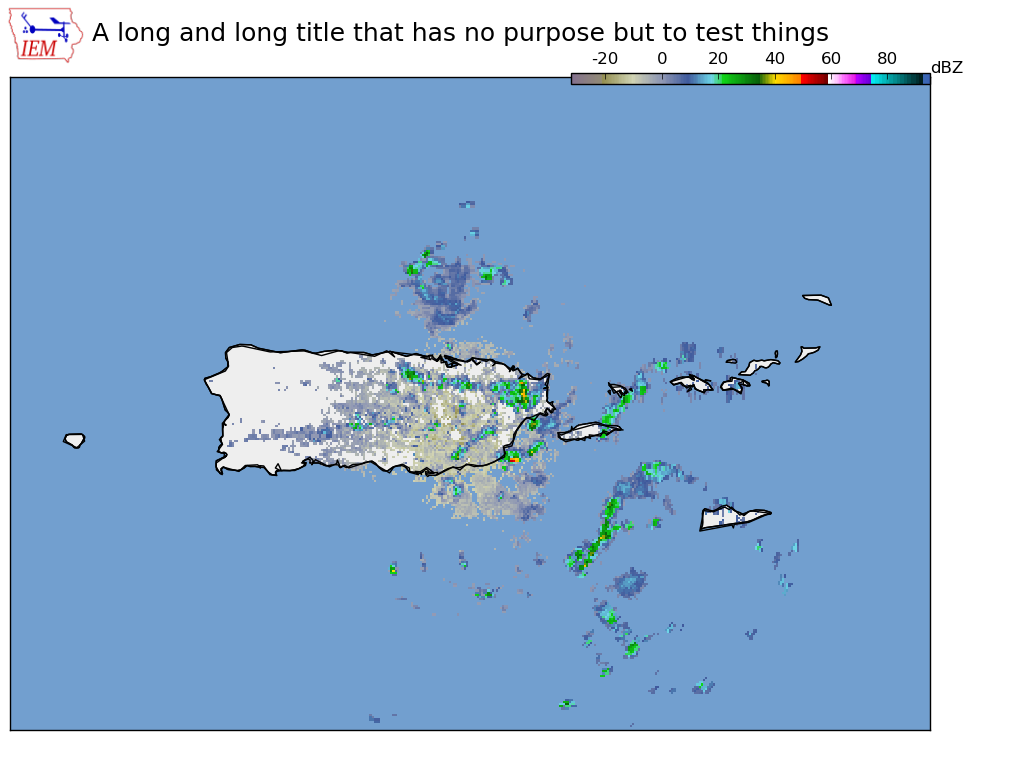 IEM
A long and long title that has no purpose but to test things
-20 0 20 40 60 80 dBZ